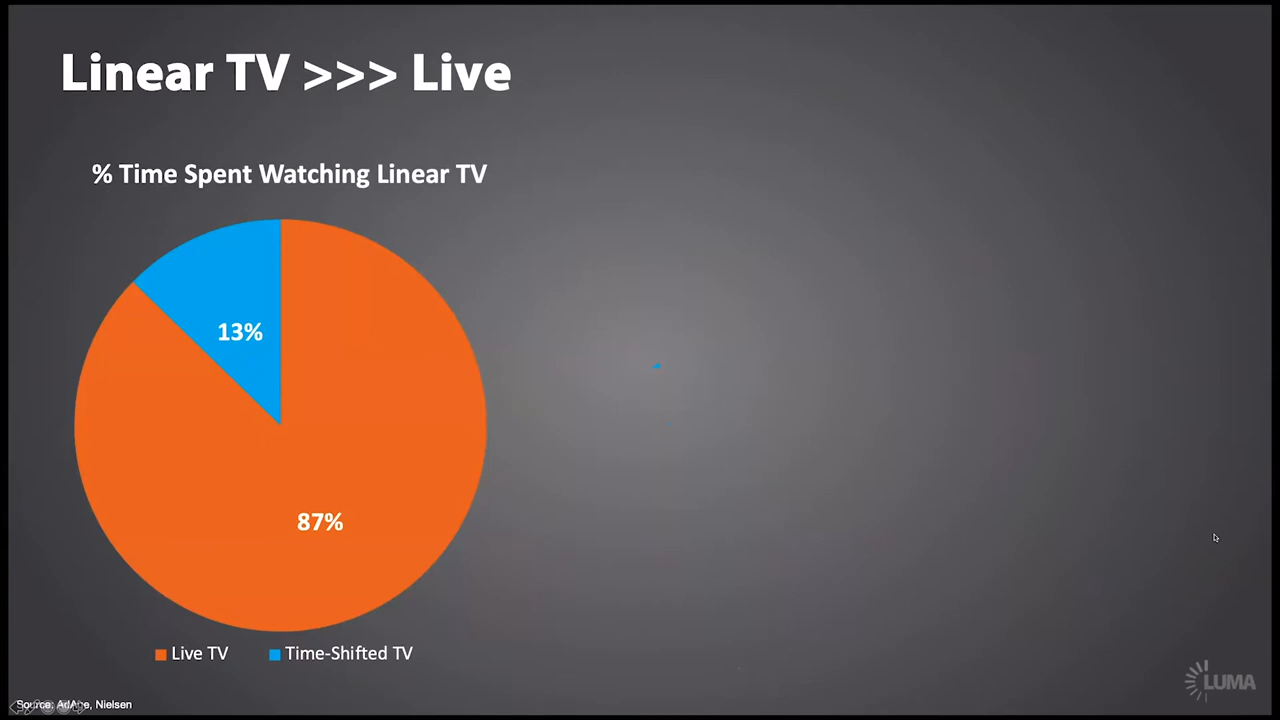 Linear TV >>> Live
% Time Spent Watching Linear TV
13%
87%
Live TV
Time-Shifted TV
Source: AdAge, Nielsen
LUMA